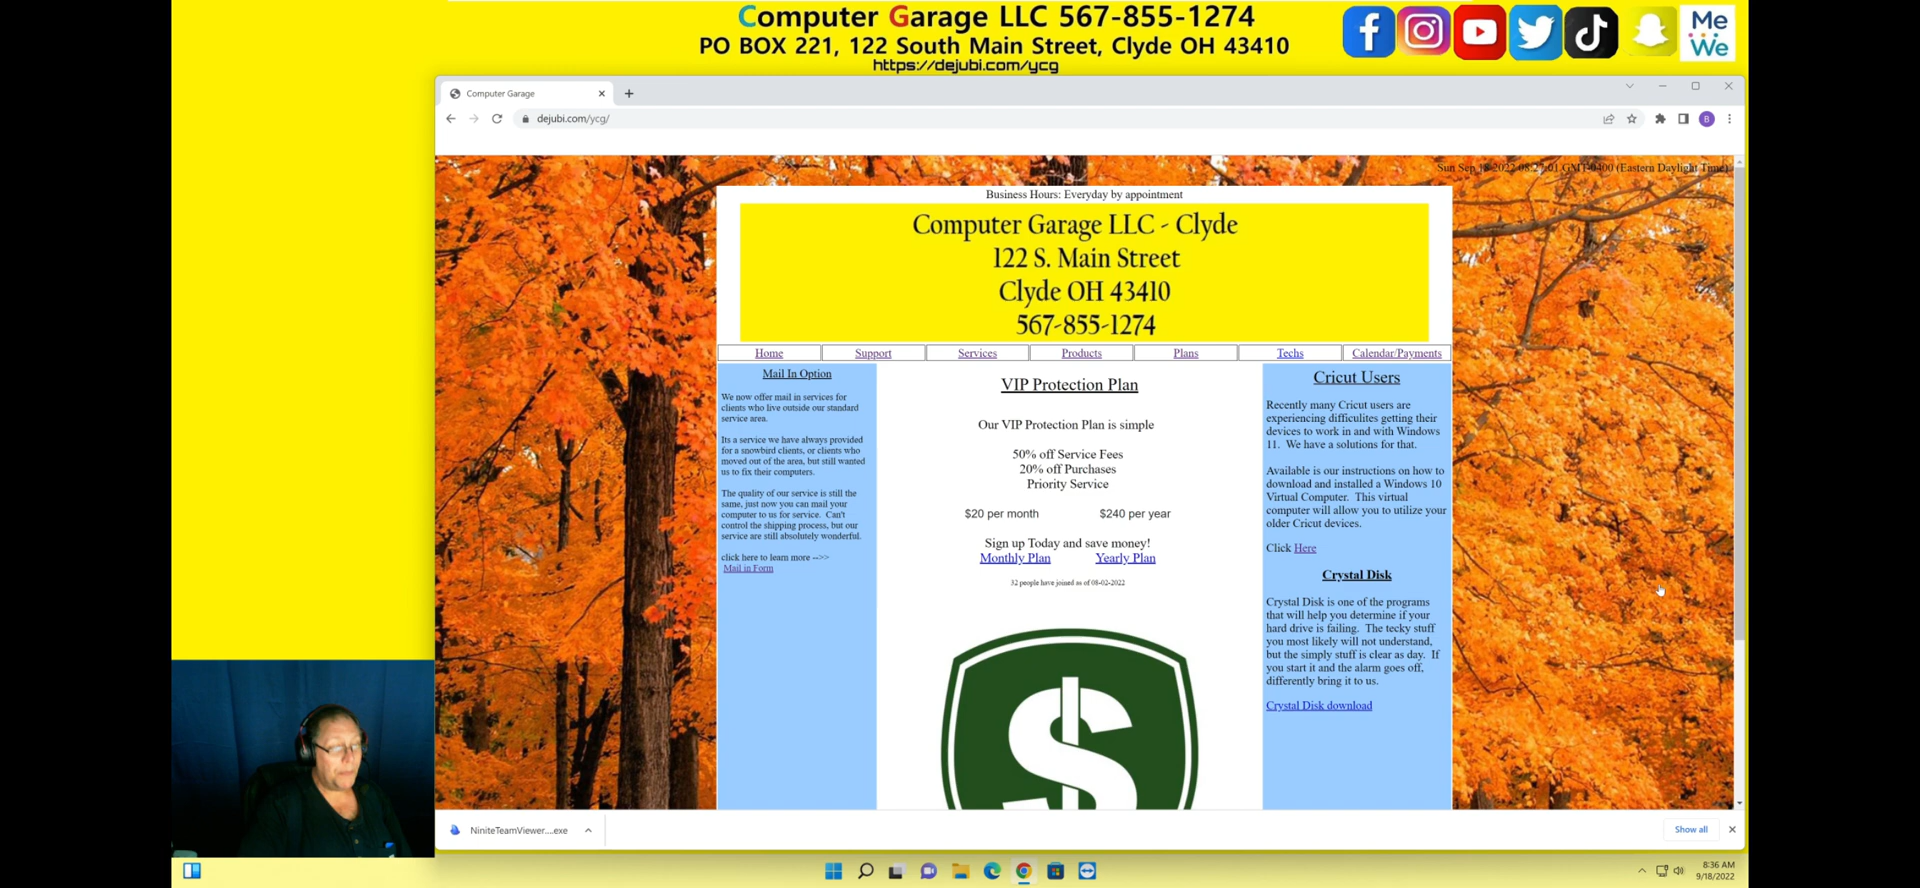 Computer Garage LLC 567-855-1274
PO BOX 221, 122 South Main Street, Clyde OH 43410
https://dejubi.com/ycg
Me
We
Computer Garage
dejubi.com/ycg/
B
Sun Sep 18 2022 08:27:01 GMT-0400 (Eastern Daylight Time)
Business Hours: Everyday by appointment
Computer Garage LLC - Clyde
122 S. Main Street
Clyde OH 43410
567-855-1274
Home Support Services Products Plans Techs Calendar/Payments
Mail In Option
We now offer mail in services for
clients who live outside our standard
service area.
Its a service we have always provided
for a snowbird clients, or clients who
moved out of the area, but still wanted
us to fix their computers.
The quality of our service is still the
same, just now you can mail your
computer to us for service. Can't
control the shipping process, but our
service are still absolutely wonderful.
click here to learn more -->>
Mail in Form
VIP Protection Plan
Our VIP Protection Plan is simple
50% off Service Fees
20% off Purchases
Priority Service
$20 per month $240 per year
Sign up Today and save money!
Monthly Plan Yearly Plan
32 people have joined as of 08-02-2022
S
Cricut Users
Recently many Cricut users are
experiencing difficulites getting their
devices to work in and with Windows
11. We have a solutions for that.
Available is our instructions on how to
download and installed a Windows 10
Virtual Computer. This virtual
computer will allow you to utilize your
older Cricut devices.
Click Here
Crystal Disk
Crystal Disk is one of the programs
that will help you determine if your
hard drive is failing. The tecky stuff
you most likely will not understand,
but the simply stuff is clear as day. If
you start it and the alarm goes off,
differently bring it to us.
Crystal Disk download
NiniteTeamViewer....exe
Show all
8:36 AM
9/18/2022